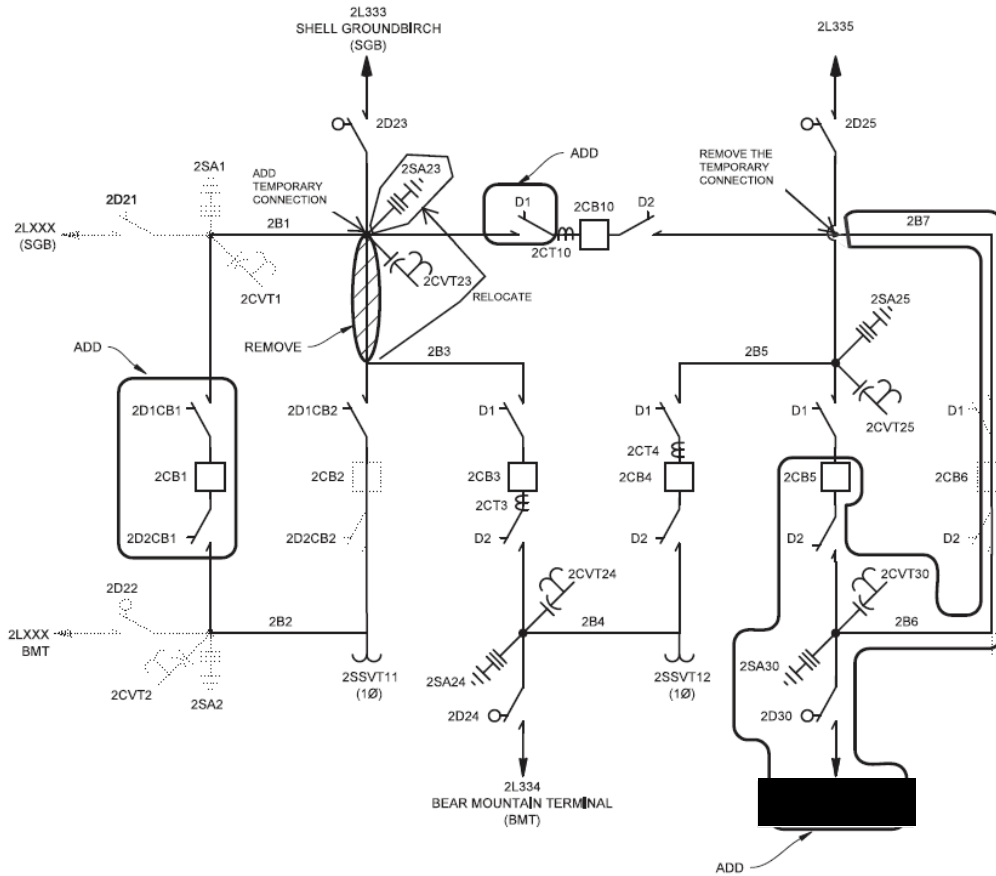 2L333
SHELL GROUNDBIRCH
(SGB)
2L335
2D23
2D25
ADD
2SA1
2SA23
ADD
TEMPORARY
CONNECTION
REMOVE THE
TEMPORARY
CONNECTION
2D21
D1
2CB10
D2
2LXXX
(SGB)
2B1
2B7
2CT10
2CVT1
2CVT23
RELOCATE
2SA25
ADD
REMOVE
2B3
2B5
2D1CB1
2D1CB2
D1
D1
D1
D1
2CVT25
2CT4
2CB1
2CB2
2CB3
2CB4
2CB5
2CB6
2CT3
2D2CB1
2D2CB2
D2
D2
D2
D2
2D22
2CVT24
2CVT30
2LXXX
BMT
2B2
2B4
2B6
2CVT2
2SA2
2SSVT11
(1Ø)
2SA24
2SSVT12
(1Ø)
2SA30
2D24
2D30
2L334
BEAR MOUNTAIN TERMINAL
(BMT)
ADD